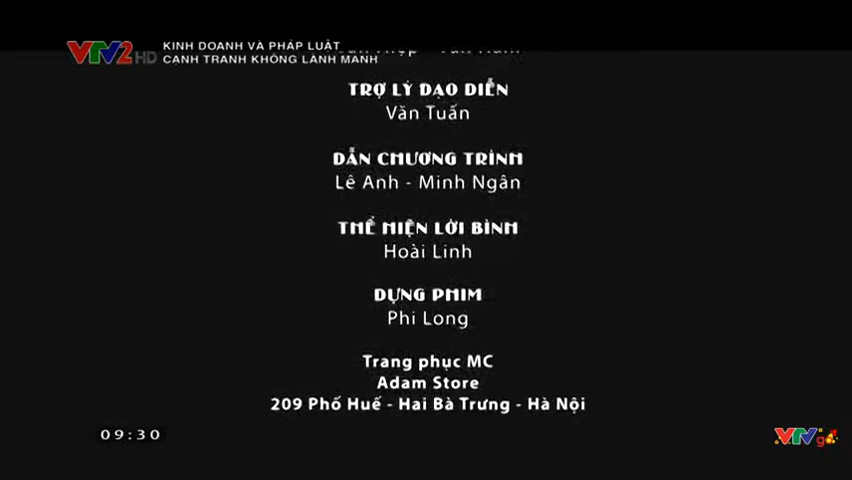 VTV2 HD
KINH DOANH VÀ PHÁP LUẬT
CẠNH TRANH KHÔNG LÀNH MẠNH
TRỢ LÝ ĐẠO DIỄN
Văn Tuấn
DẪN CHƯƠNG TRÌNH
Lê Anh - Minh Ngân
THỂ HIỆN LỜI BÌNH
Hoài Linh
DỰNG PHIM
Phi Long
Trang phục MC
Adam Store
209 Phố Huế - Hai Bà Trưng - Hà Nội
09:30
VTVgo